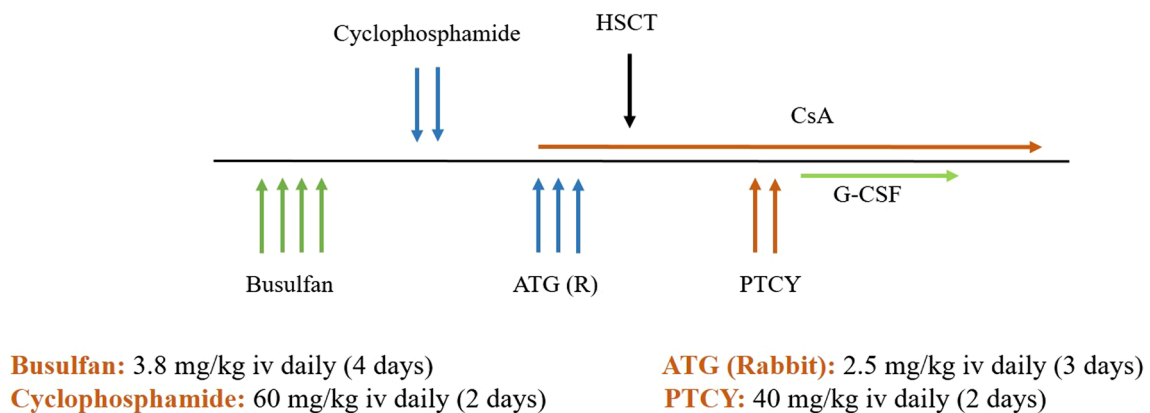 HSCT
Cyclophosphamide
CsA
G-CSF
Busulfan
ATG (R)
PTCY
Busulfan: 3.8 mg/kg iv daily (4 days)
ATG (Rabbit): 2.5 mg/kg iv daily (3 days)
Cyclophosphamide: 60 mg/kg iv daily (2 days)
PTCY: 40 mg/kg iv daily (2 days)